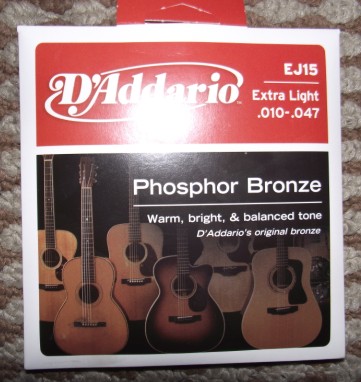 EJ15
D'Addario
Extra Light
.010-.047
Phosphor Bronze
Warm, bright, & balanced tone
D'Addario's original bronze